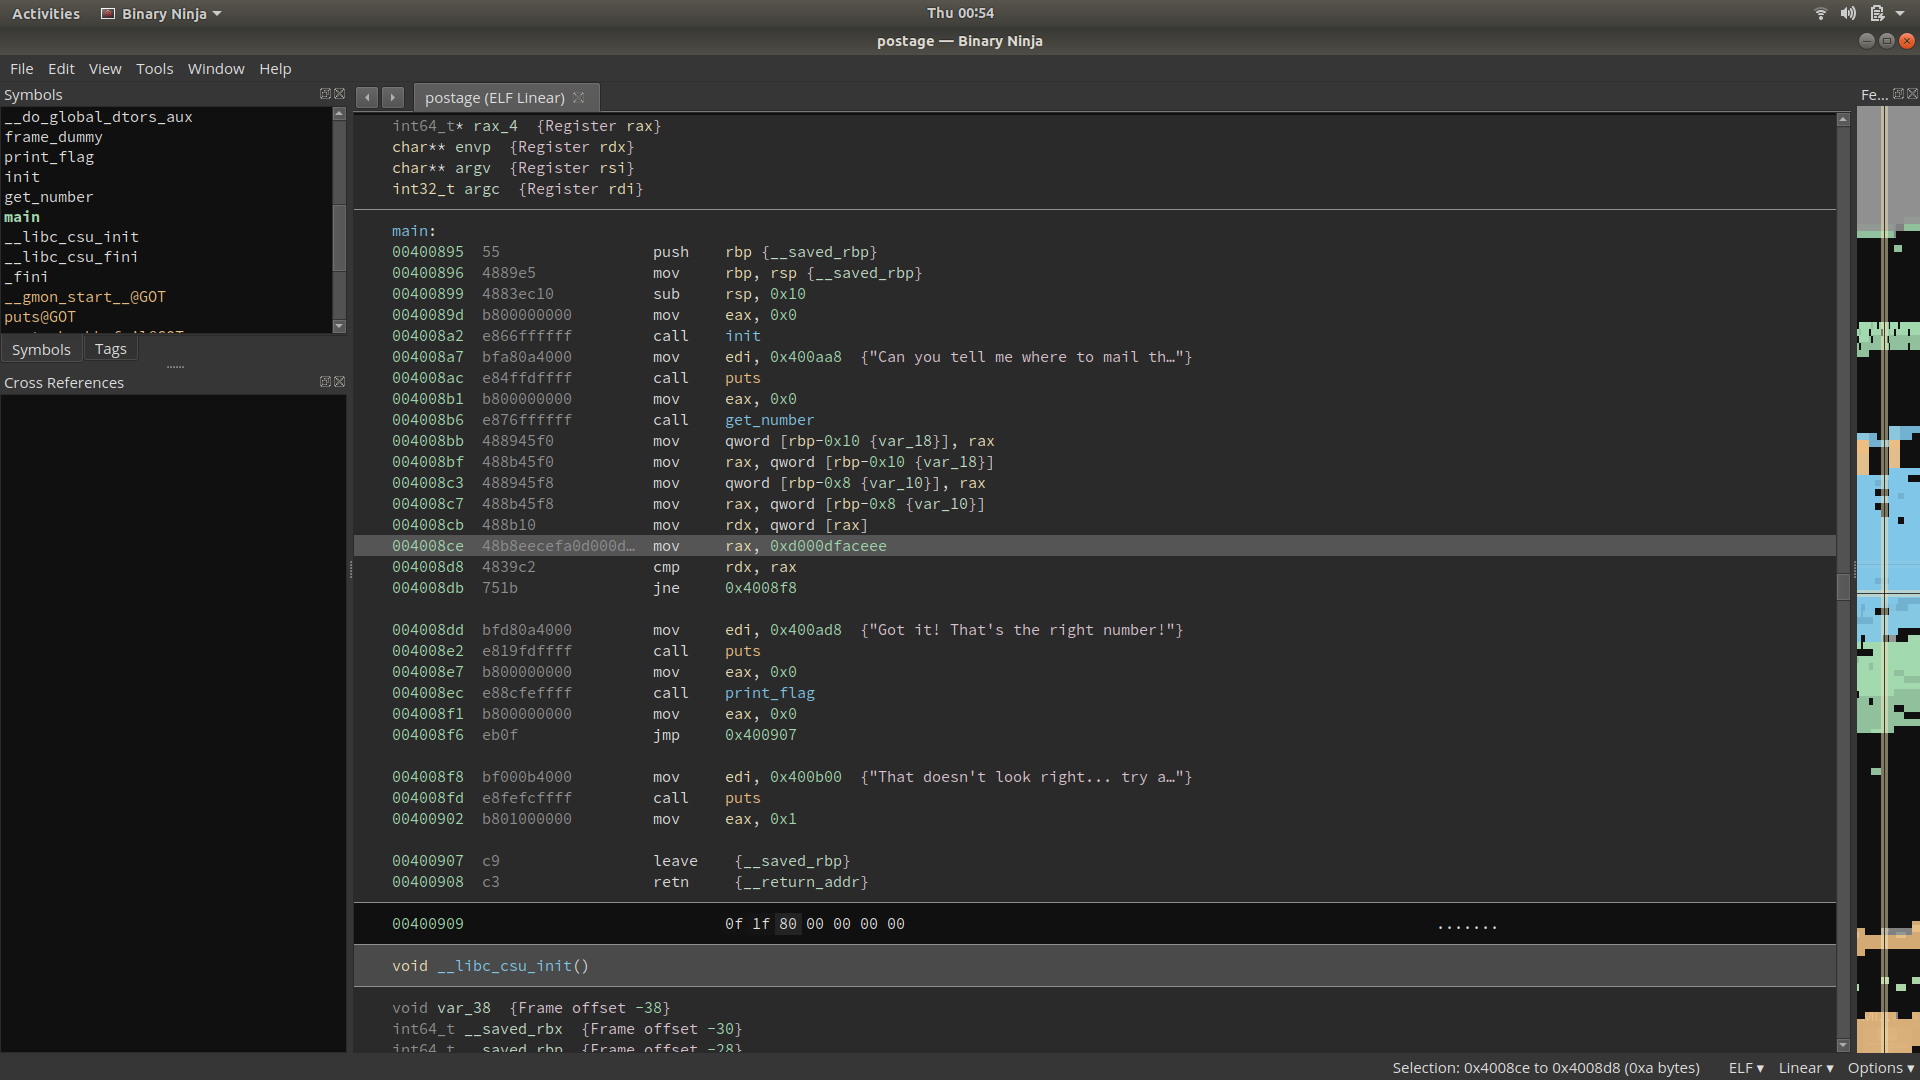 Activities Binary Ninja Thu 00:54
postage — Binary Ninja
File Edit View Tools Window Help
Symbols
__do_global_dtors_aux
frame_dummy
print_flag
init
get_number
main
__libc_csu_init
__libc_csu_fini
_fini
__gmon_start__@GOT
puts@GOT
Symbols Tags
Cross References
postage (ELF Linear)
int64_t* rax_4 {Register rax}
char** envp {Register rdx}
char** argv {Register rsi}
int32_t argc {Register rdi}
main:
00400895 55 push rbp {__saved_rbp}
00400896 4889e5 mov rbp, rsp {__saved_rbp}
00400899 4883ec10 sub rsp, 0x10
0040089d b800000000 mov eax, 0x0
004008a2 e866ffffff call init
004008a7 bfa80a4000 mov edi, 0x400aa8 {"Can you tell me where to mail th…"}
004008ac e84ffdffff call puts
004008b1 b800000000 mov eax, 0x0
004008b6 e876ffffff call get_number
004008bb 488945f0 mov qword [rbp-0x10 {var_18}], rax
004008bf 488b45f0 mov rax, qword [rbp-0x10 {var_18}]
004008c3 488945f8 mov qword [rbp-0x8 {var_10}], rax
004008c7 488b45f8 mov rax, qword [rbp-0x8 {var_10}]
004008cb 488b10 mov rdx, qword [rax]
004008ce 48b8eecefa0d000d… mov rax, 0xd000dfaceee
004008d8 4839c2 cmp rdx, rax
004008db 751b jne 0x4008f8
004008dd bfd80a4000 mov edi, 0x400ad8 {"Got it! That's the right number!"}
004008e2 e819fdffff call puts
004008e7 b800000000 mov eax, 0x0
004008ec e88cfeffff call print_flag
004008f1 b800000000 mov eax, 0x0
004008f6 eb0f jmp 0x400907
004008f8 bf000b4000 mov edi, 0x400b00 {"That doesn't look right... try a…"}
004008fd e8fefcffff call puts
00400902 b801000000 mov eax, 0x1
00400907 c9 leave {__saved_rbp}
00400908 c3 retn {__return_addr}
00400909 0f 1f 80 00 00 00 00 .......
void __libc_csu_init()
void var_38 {Frame offset -38}
int64_t __saved_rbx {Frame offset -30}
int64_t __saved_rbp {Frame offset -28}
Fe...
Selection: 0x4008ce to 0x4008d8 (0xa bytes) ELF ▾ Linear ▾ Options ▾